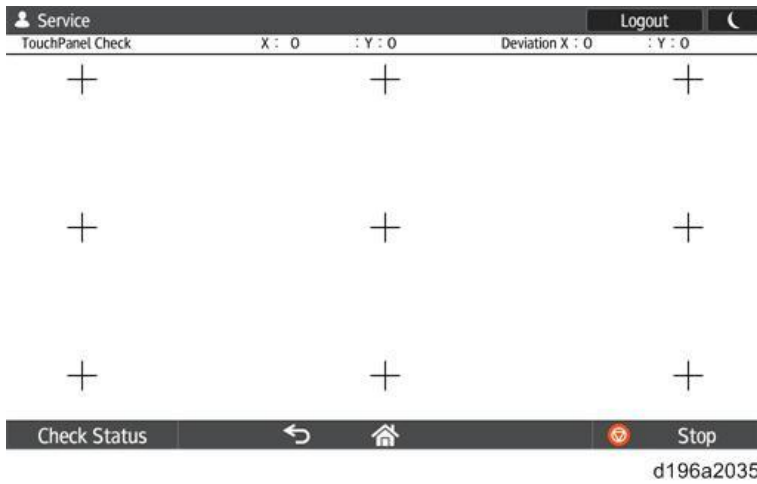 Service Logout
TouchPanel Check X : 0 : Y : 0 Deviation X : 0 : Y : 0
Check Status Stop
d196a2035